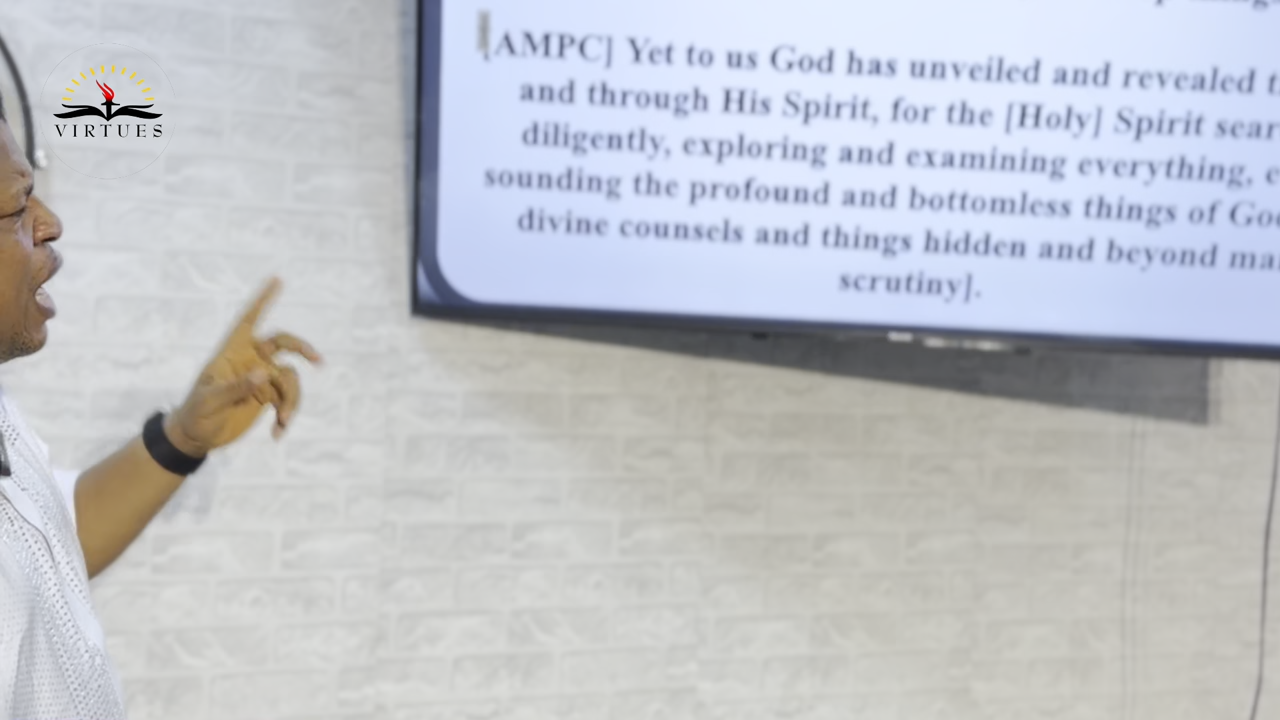 VIRTUES
[AMPC] Yet to us God has unveiled and revealed
and through His Spirit, for the [Holy] Spirit
diligently, exploring and examining everything,
sounding the profound and bottomless things of
divine counsels and things hidden and beyond
scrutiny].